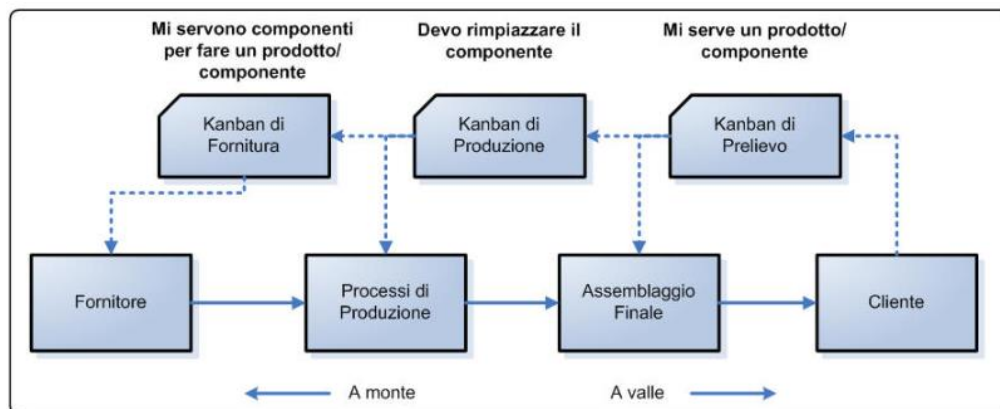 Mi servono componenti
per fare un prodotto/
componente
Devo rimpiazzare il
componente
Mi serve un prodotto/
componente
Kanban di
Fornitura
Kanban di
Produzione
Kanban di
Prelievo
Fornitore
Processi di
Produzione
Assemblaggio
Finale
Cliente
A monte
A valle